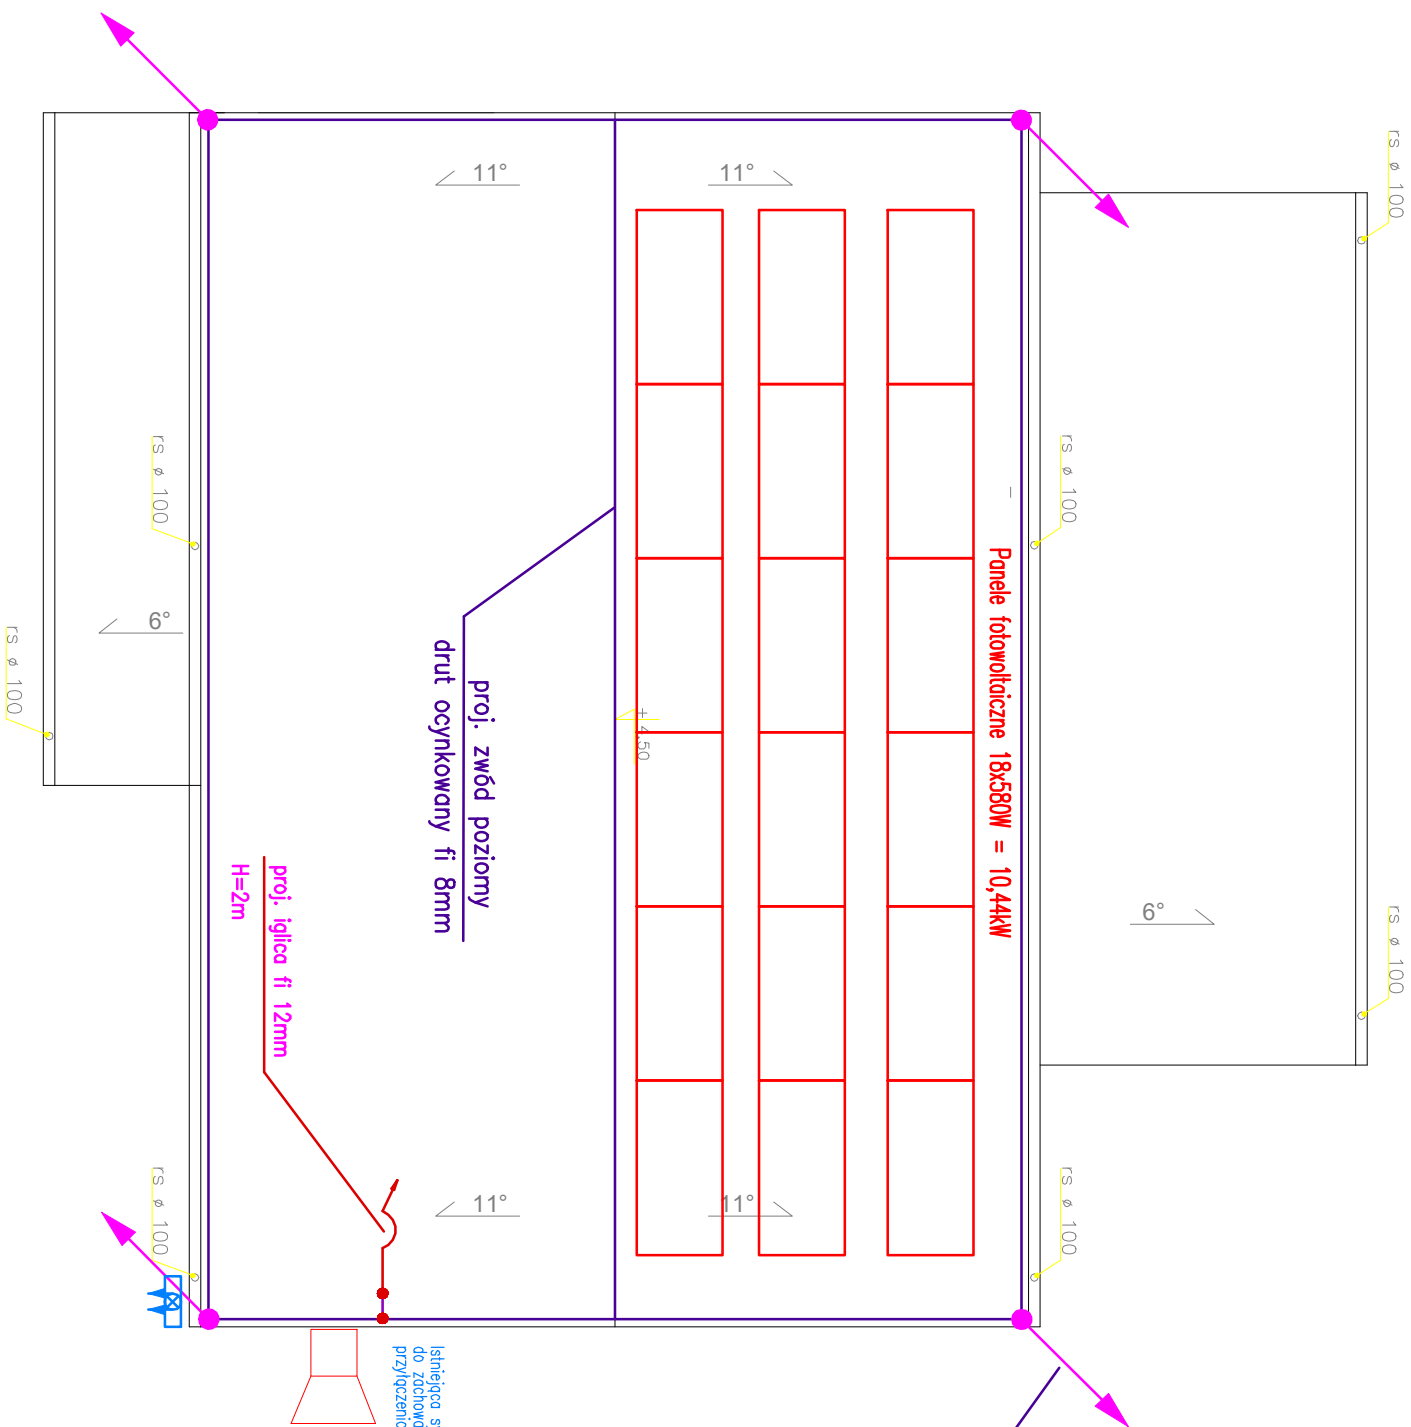 rs ø 100
11°
11°
rs ø 100
rs ø 100
Panele fotowoltaiczne 18x580W = 10,44kW
6°
rs ø 100
+ 4,50
proj. zwód poziomy
drut ocynkowany fi 8mm
proj. iglica fi 12mm
H=2m
6°
rs ø 100
rs ø 100
11°
11°
rs ø 100
Istniejąca
do